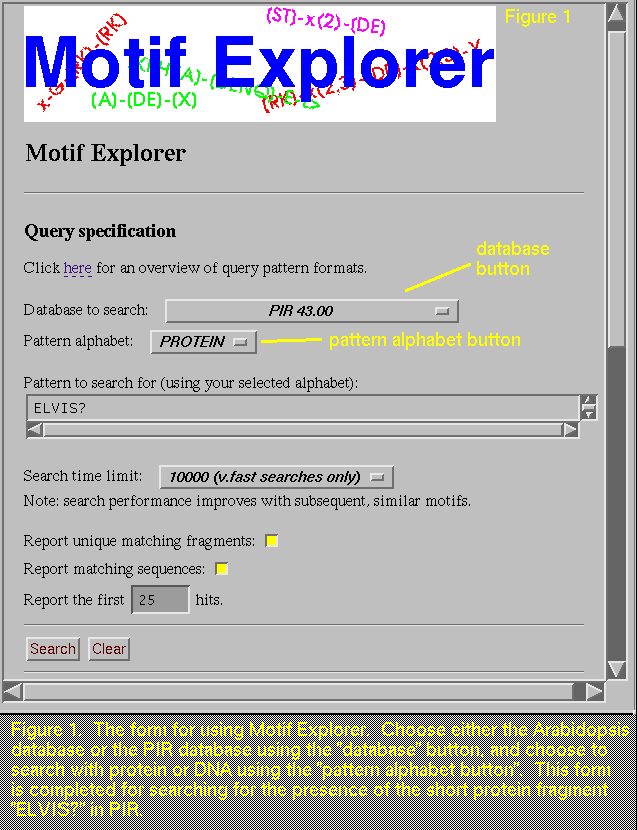 (ST)-x(2)-(DE)
Figure 1
Motif Explorer
(A)-(DE)-(X)
Motif Explorer
Query specification
Click here for an overview of query pattern formats.
database
button
Database to search: PIR 43.00
Pattern alphabet: PROTEIN
pattern alphabet button
Pattern to search for (using your selected alphabet):
ELVIS?
Search time limit: 10000 (v.fast searches only)
Note: search performance improves with subsequent, similar motifs.
Report unique matching fragments:
Report matching sequences:
Report the first 25 hits.
Search Clear
Figure 1. The form for using Motif Explorer. Choose either the Arabidopsis
database or the PIR database using the "database" button, and choose to
search with protein or DNA using the "pattern alphabet button". This form
is completed for searching for the presence of the short protein fragment
"ELVIS?" in PIR.